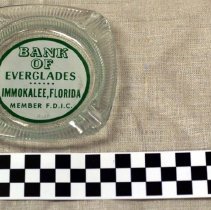 BANK
OF
EVERGLADES
IMMOKALEE, FLORIDA
MEMBER F.D.I.C.